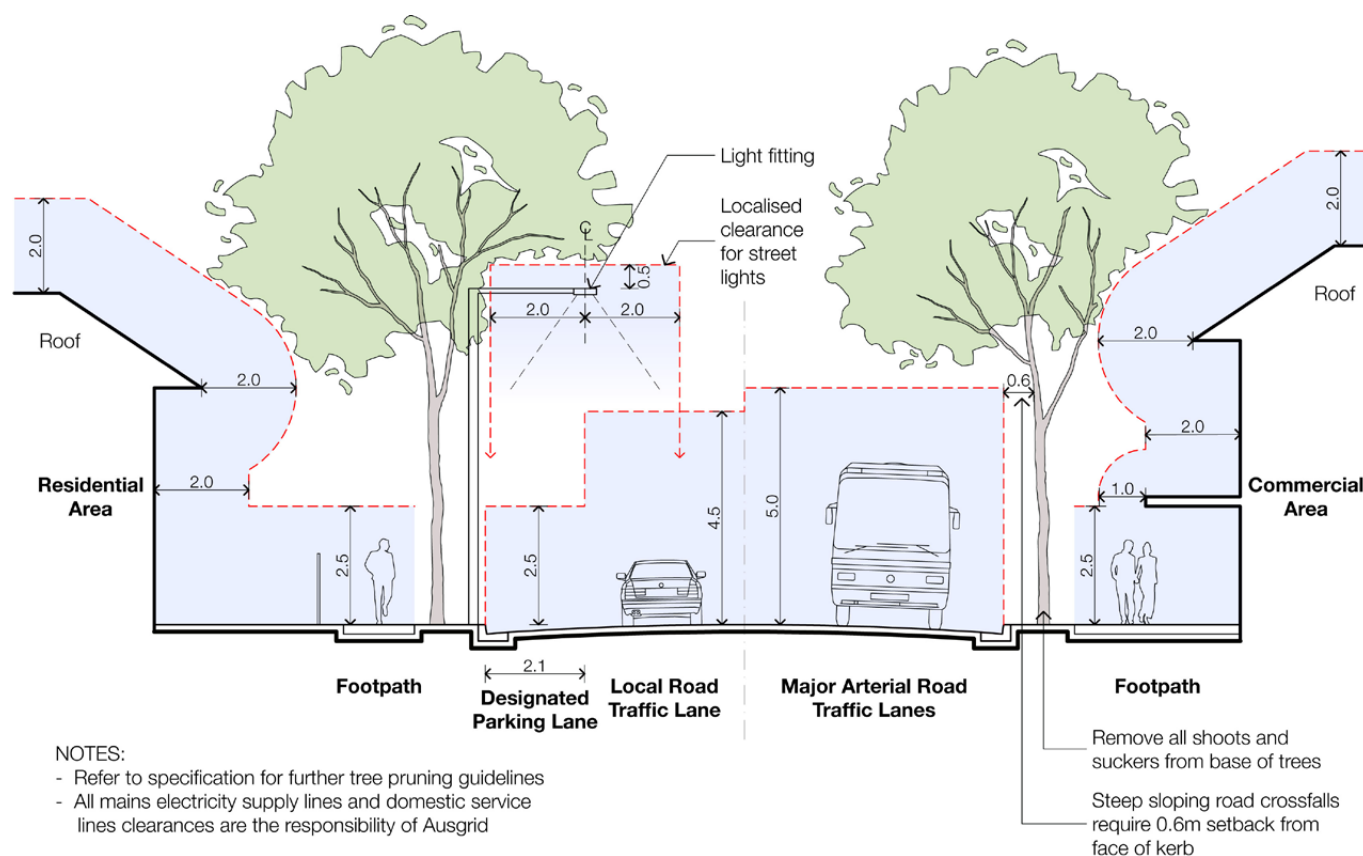 Light fitting
Localised
clearance
for street
lights
℄
2.0
2.0
0.5
2.0
2.0
Roof
Roof
2.0
2.0
0.6
2.0
2.0
Residential
Area
Commercial
Area
1.0
2.5
2.5
4.5
5.0
2.5
2.1
Footpath
Designated
Parking Lane
Local Road
Traffic Lane
Major Arterial Road
Traffic Lanes
Footpath
Remove all shoots and
suckers from base of trees
Steep sloping road crossfalls
require 0.6m setback from
face of kerb
NOTES:
- Refer to specification for further tree pruning guidelines
- All mains electricity supply lines and domestic service
lines clearances are the responsibility of Ausgrid